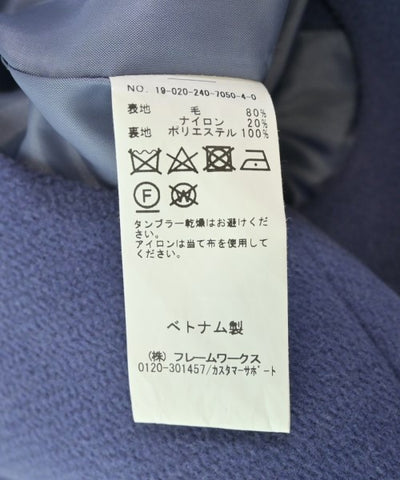 NO. 19-020-240-7050-4-0
表地 毛 80%
ナイロン 20%
裏地 ポリエステル 100%
F W
タンブラー乾燥はお避けくだ
さい。
アイロンは当て布を使用して
ください。
ベトナム製
(株) フレームワークス
0120-301457/カスタマーサポート